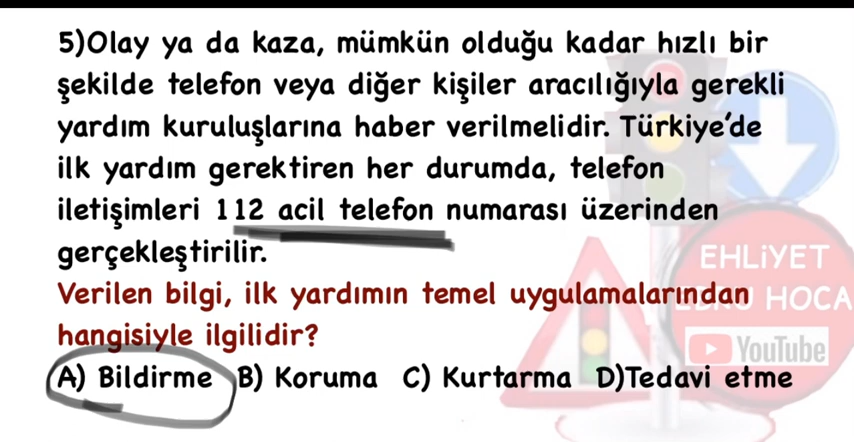 5)Olay ya da kaza, mümkün olduğu kadar hızlı bir
şekilde telefon veya diğer kişiler aracılığıyla gerekli
yardım kuruluşlarına haber verilmelidir. Türkiye'de
ilk yardım gerektiren her durumda, telefon
iletişimleri 112 acil telefon numarası üzerinden
gerçekleştirilir.
Verilen bilgi, ilk yardımın temel uygulamalarından
hangisiyle ilgilidir?
A) Bildirme B) Koruma C) Kurtarma D)Tedavi etme
EHLİYET
EBRU HOCA
YouTube